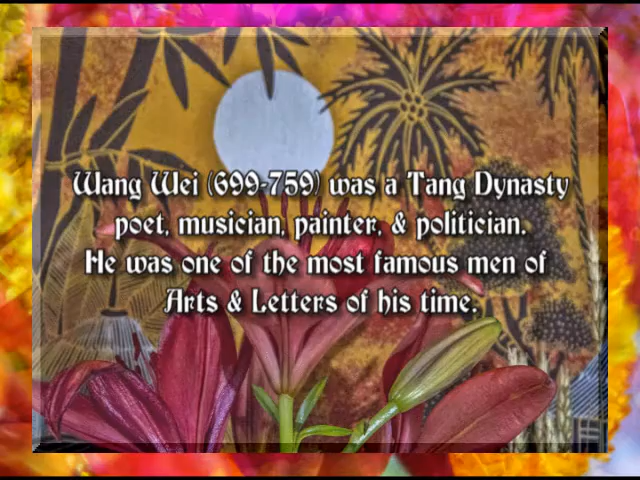 Wang Wei (699-759) was a Tang Dynasty
poet, musician, painter, & politician.
He was one of the most famous men of
Arts & Letters of his time.